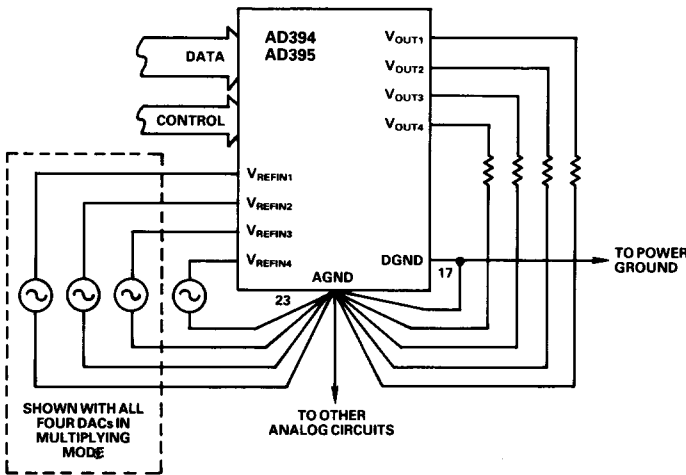 AD394
AD395
DATA
CONTROL
VOUT1
VOUT2
VOUT3
VOUT4
VREFIN1
VREFIN2
VREFIN3
VREFIN4
DGND
17
AGND
23
TO POWER
GROUND
TO OTHER
ANALOG CIRCUITS
SHOWN WITH ALL
FOUR DACs IN
MULTIPLYING
MODE